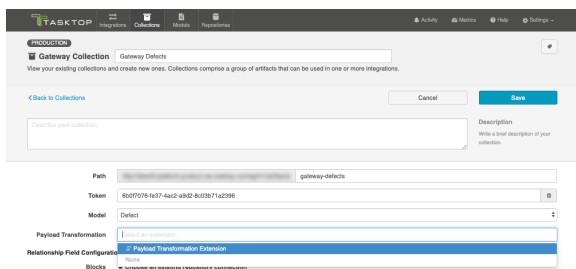 TASKTOP
Integrations
Collections
Models
Repositories
Activity
Metrics
Help
Settings
PRODUCTION
Gateway Collection
Gateway Defects
View your existing collections and create new ones. Collections comprise a group of artifacts that can be used in one or more integrations.
Back to Collections
Cancel
Save
Describe your collection
Description
Write a brief description of your
collection.
Path
gateway-defects
Token
6b0f7076-fe37-4ac2-a9d2-8c03b71a2396
Model
Defect
Payload Transformation
Select an extension...
Payload Transformation Extension
None
Relationship Field Configuratio
Blocks
Choose an existing repository connection